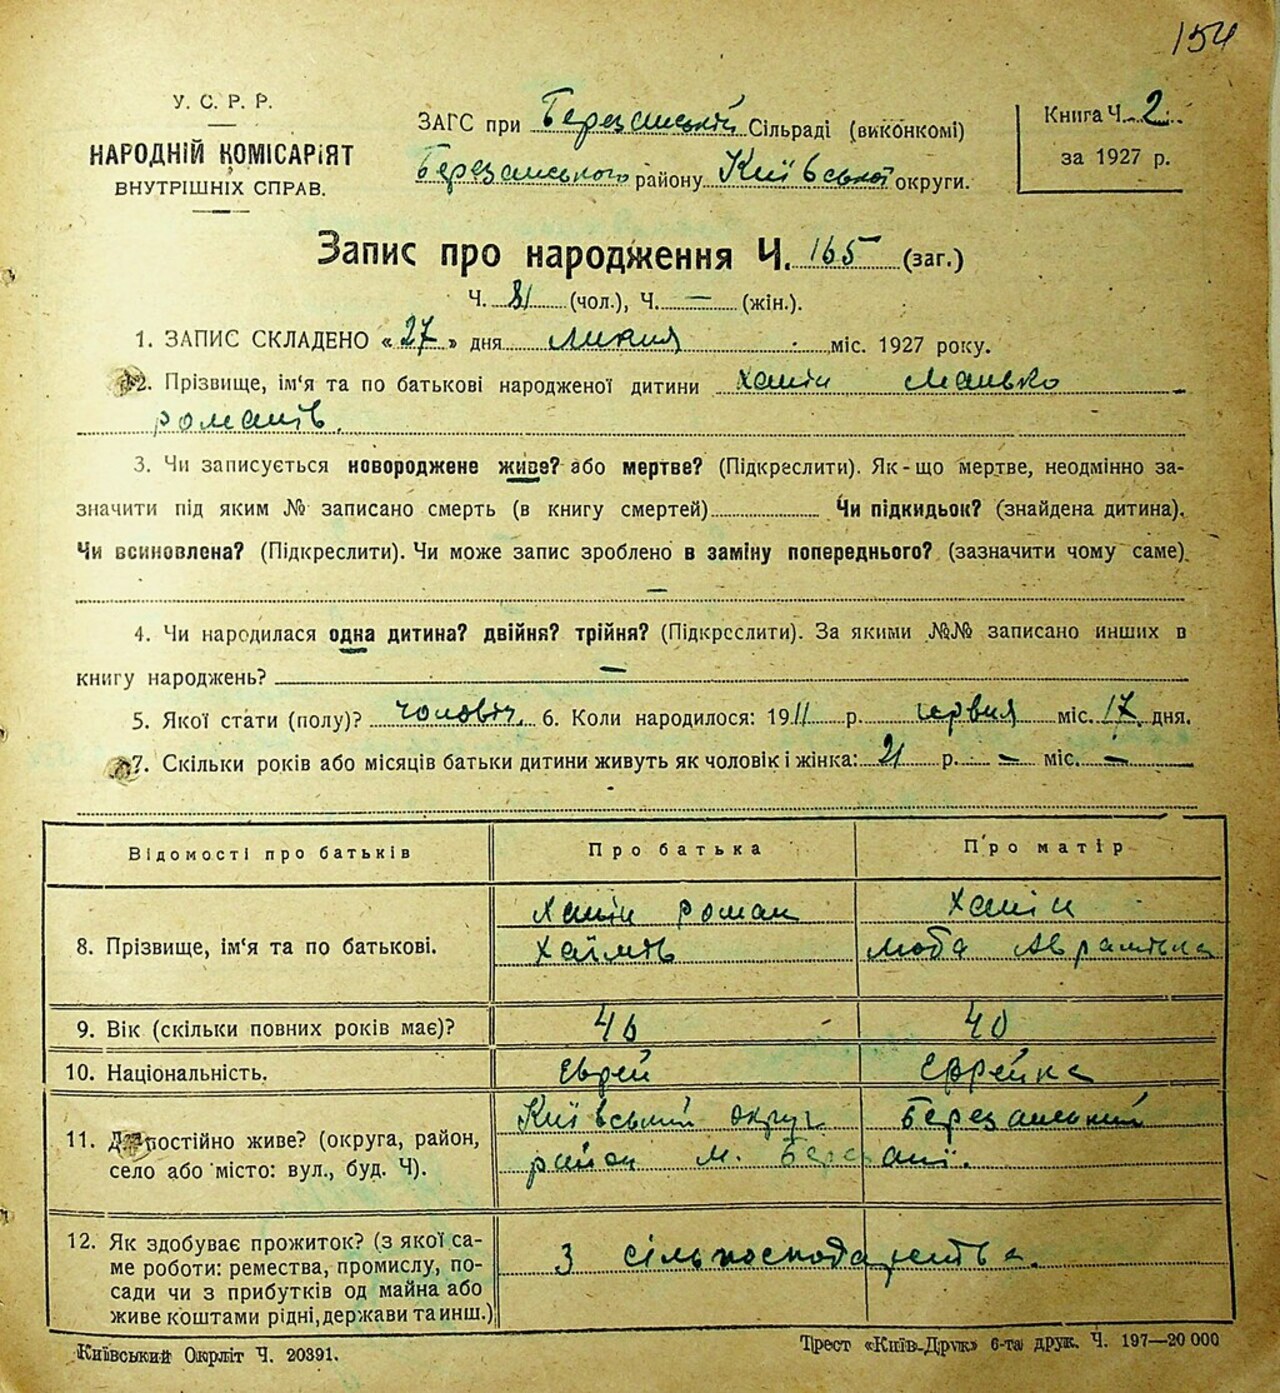 154
У. С. Р. Р.
НАРОДНІЙ КОМІСАРІЯТ
ВНУТРІШНІХ СПРАВ.
ЗАГС при Березанській Сільраді (виконкомі)
Березанського району Київської округи.
Книга Ч. 2
за 1927 р.
Запис про народження Ч. 165 (заг.)
Ч. 81 (чол.), Ч. — (жін.).
1. ЗАПИС СКЛАДЕНО «27» дня липня міс. 1927 року.
2. Прізвище, ім'я та по батькові народженої дитини Ханін
романів.
3. Чи записується новороджене живе? або мертве? (Підкреслити). Як-що мертве, неодмінно за-
значити під яким № записано смерть (в книгу смертей) Чи підкидьок? (знайдена дитина).
Чи всиновлена? (Підкреслити). Чи може запис зроблено в заміну попереднього? (зазначити чому саме)
—
4. Чи народилася одна дитина? двійня? трійня? (Підкреслити). За якими №№ записано инших в
книгу народжень? —
5. Якої стати (полу)? чоловіч. 6. Коли народилося: 1911 р. червня міс. 17 дня.
7. Скільки років або місяців батьки дитини живуть як чоловік і жінка: 21 р. — міс. —
Відомості про батьків Про батька Про матір
8. Прізвище, ім'я та по батькові. Ханін роман Ханін
Хаїмів люба Аврамівна
9. Вік (скільки повних років має)? 46 40
10. Національність. Єврей Єврейка
11. Де постійно живе? (округа, район, Київський округ Березанський
село або місто: вул., буд. Ч). район м. Березані.
12. Як здобуває прожиток? (з якої са-
ме роботи: ремества, промислу, по- З сільгосподарства.
сади чи з прибутків од майна або
живе коштами рідні, держави та инш.)
Київський Окрліт Ч. 20391.
Трест «Київ-Друк» 6-та друк. Ч. 197—20 000